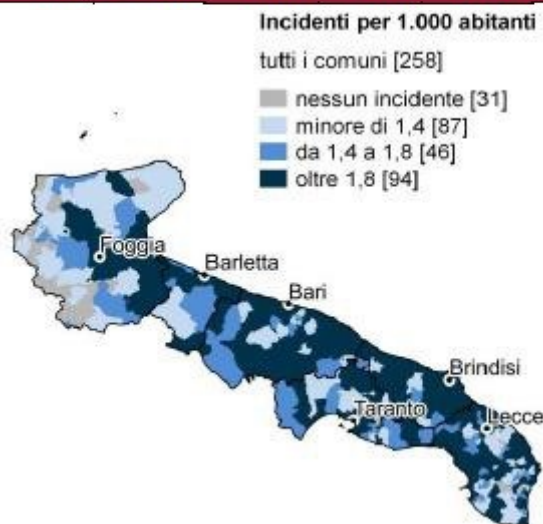 Incidenti per 1.000 abitanti
tutti i comuni [258]
nessun incidente [31]
minore di 1,4 [87]
da 1,4 a 1,8 [46]
oltre 1,8 [94]
Foggia
Barletta
Bari
Brindisi
Taranto
Lecce